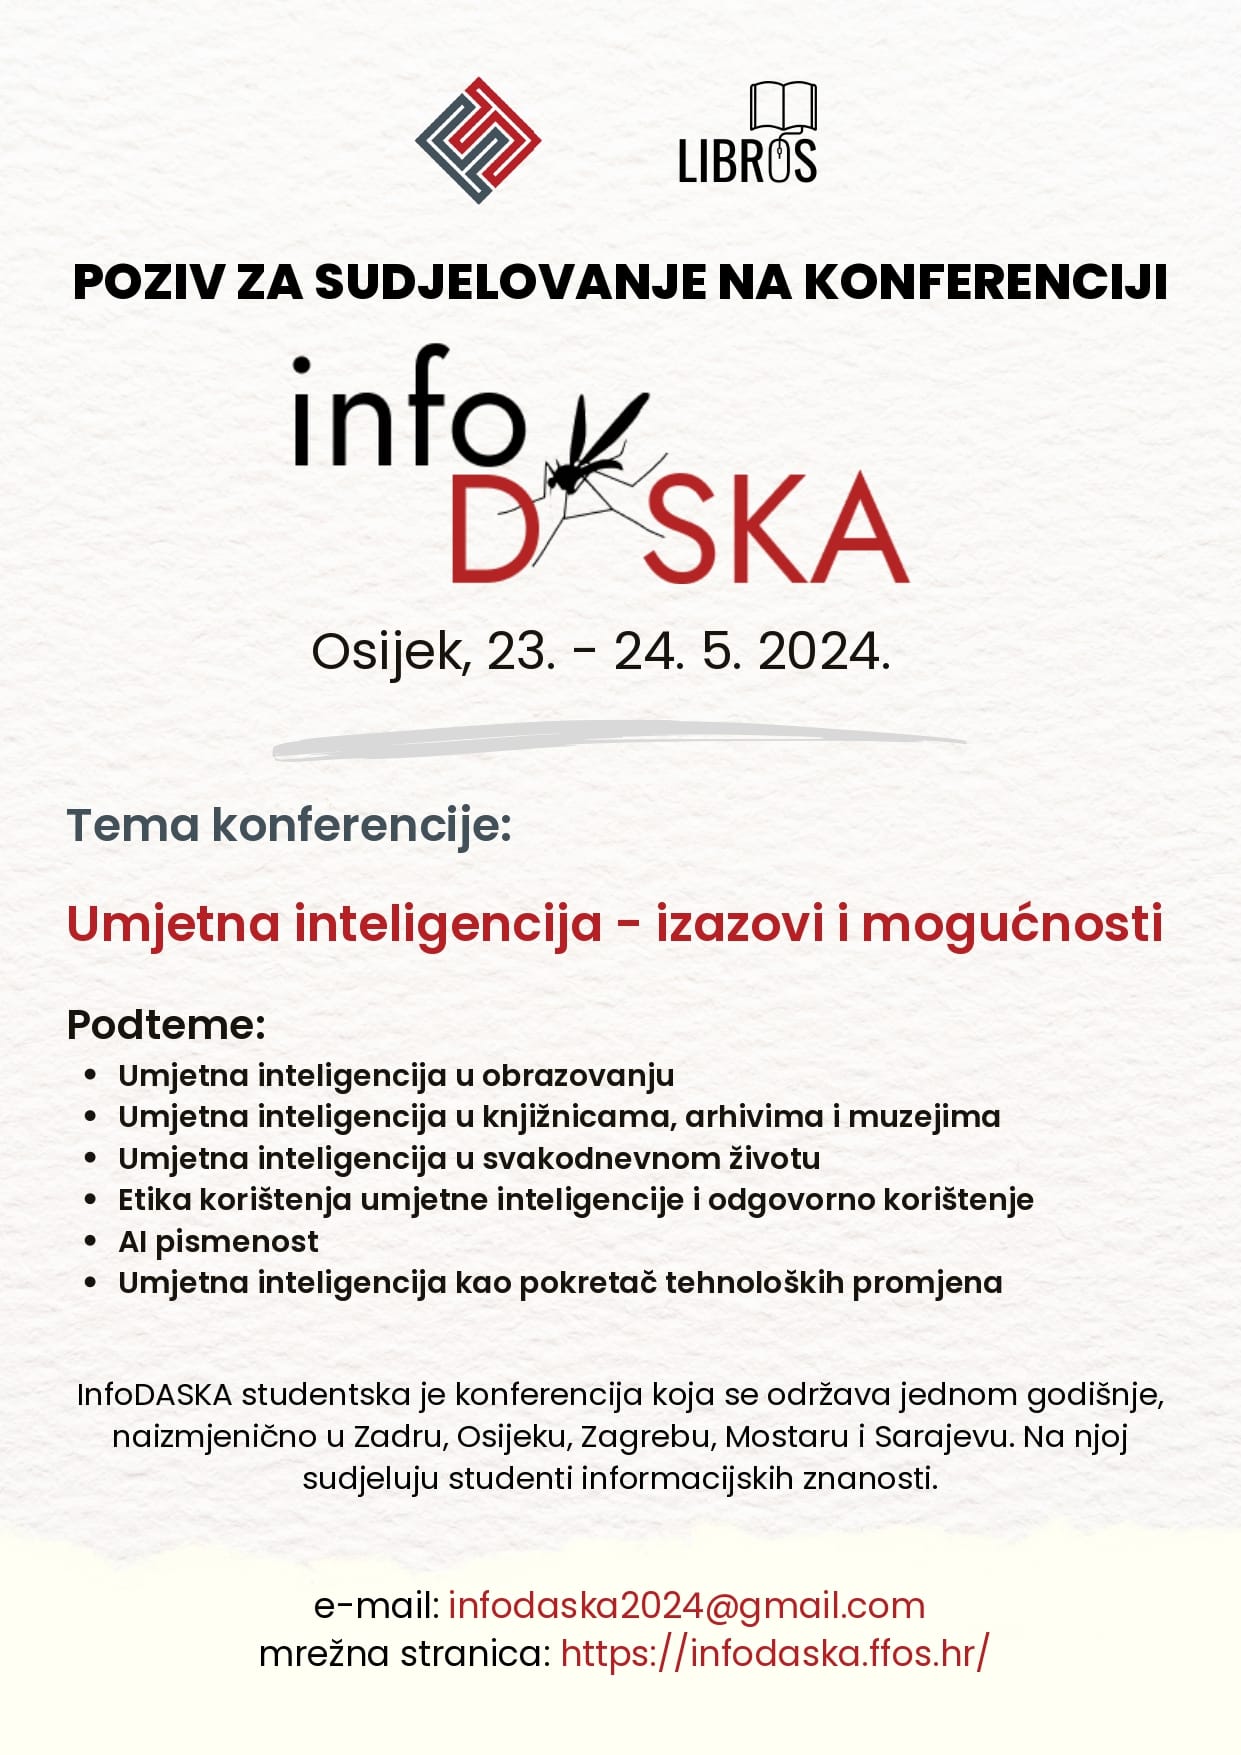 LIBROS
POZIV ZA SUDJELOVANJE NA KONFERENCIJI
info
DASKA
Osijek, 23. - 24. 5. 2024.
Tema konferencije:
Umjetna inteligencija - izazovi i mogućnosti
Podteme:
• Umjetna inteligencija u obrazovanju
• Umjetna inteligencija u knjižnicama, arhivima i muzejima
• Umjetna inteligencija u svakodnevnom životu
• Etika korištenja umjetne inteligencije i odgovorno korištenje
• AI pismenost
• Umjetna inteligencija kao pokretač tehnoloških promjena
InfoDASKA studentska je konferencija koja se održava jednom godišnje,
naizmjenično u Zadru, Osijeku, Zagrebu, Mostaru i Sarajevu. Na njoj
sudjeluju studenti informacijskih znanosti.
e-mail: infodaska2024@gmail.com
mrežna stranica: https://infodaska.ffos.hr/